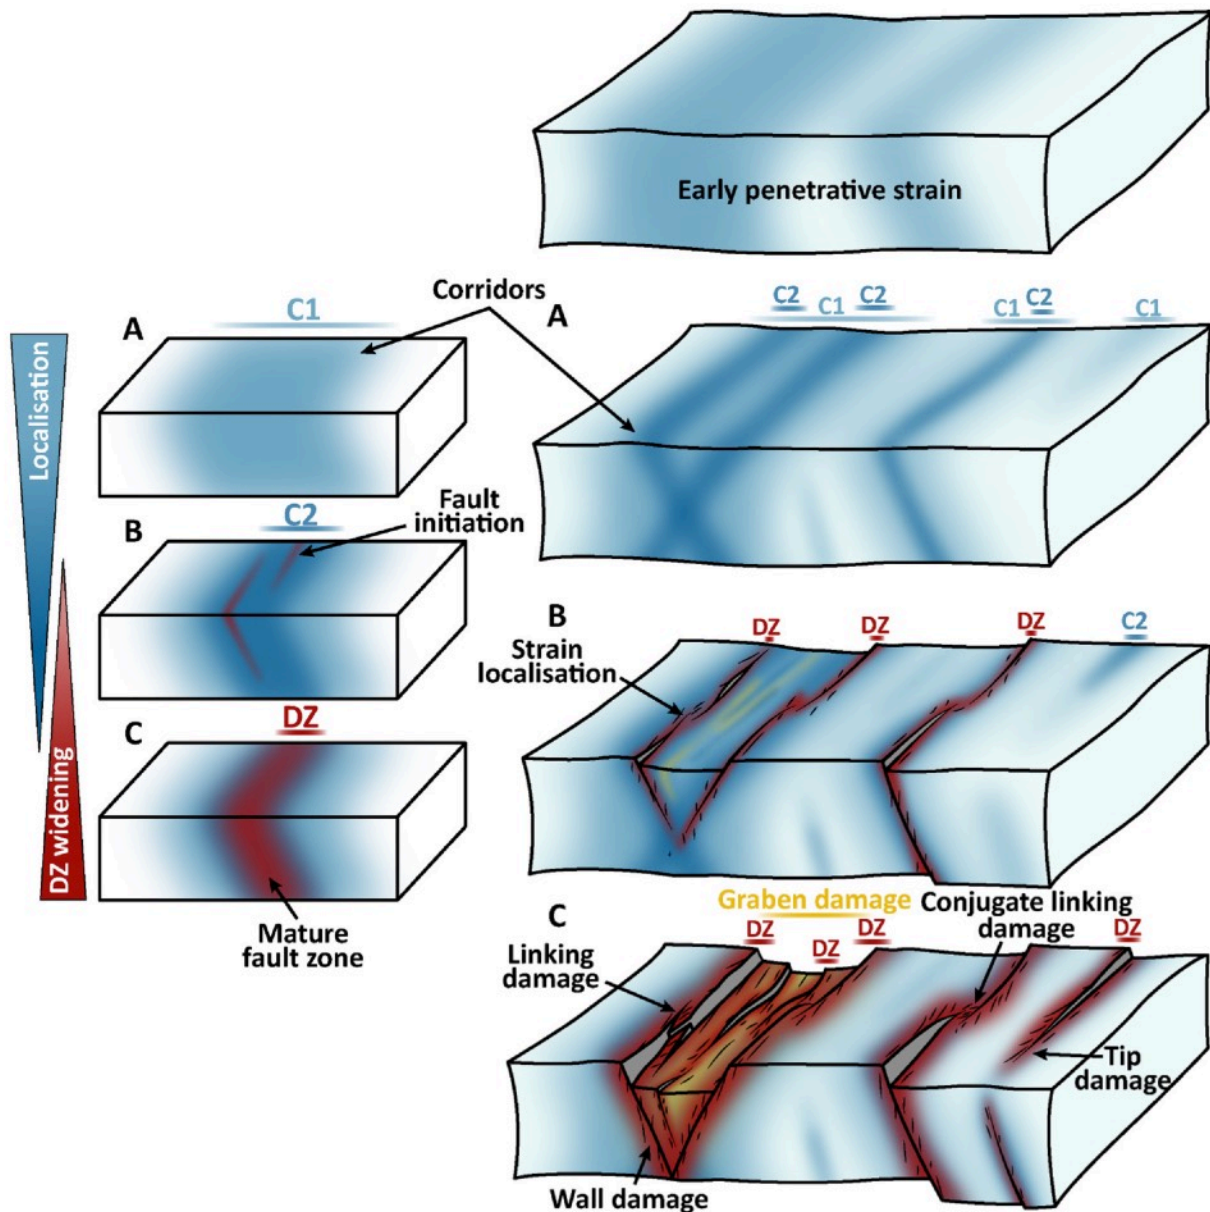 Early penetrative strain
Corridors
A
C1
Localisation
B
C2
Fault
initiation
C
DZ
DZ widening
Mature
fault zone
A
C2
C1
C2
C1
C2
C1
B
DZ
DZ
DZ
C2
Strain
localisation
C
Graben damage
DZ
DZ
DZ
DZ
Conjugate linking
damage
Linking
damage
Tip
damage
Wall damage